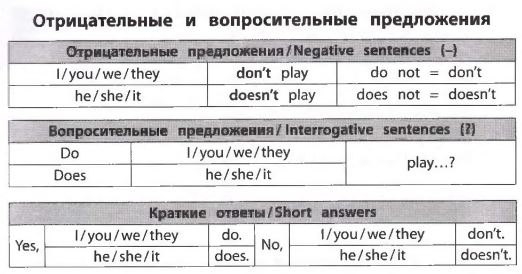 Отрицательные и вопросительные предложения
Отрицательные предложения/Negative sentences (–)
I/you/we/they don't play do not = don't
he/she/it doesn't play does not = doesn't
Вопросительные предложения/Interrogative sentences (?)
Do I/you/we/they play...?
Does he/she/it
Краткие ответы/Short answers
Yes, I/you/we/they do. No, I/you/we/they don't.
he/she/it does. he/she/it doesn't.